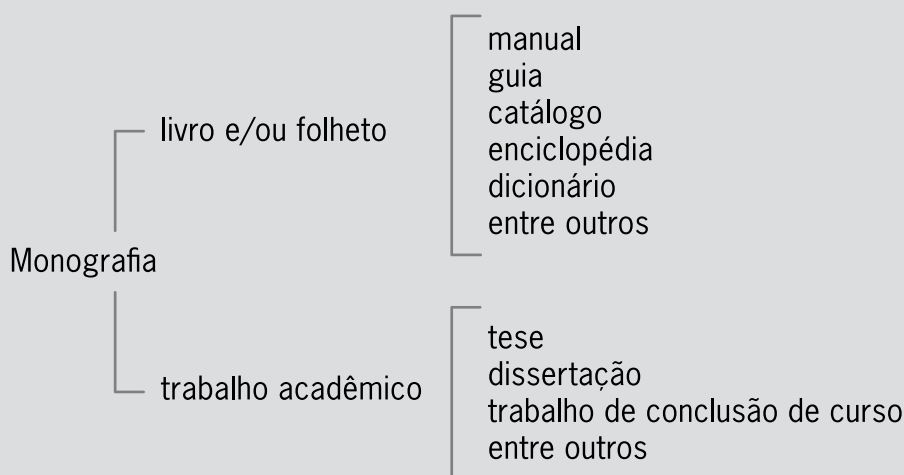 Monografia
livro e/ou folheto
manual
guia
catálogo
enciclopédia
dicionário
entre outros
trabalho acadêmico
tese
dissertação
trabalho de conclusão de curso
entre outros